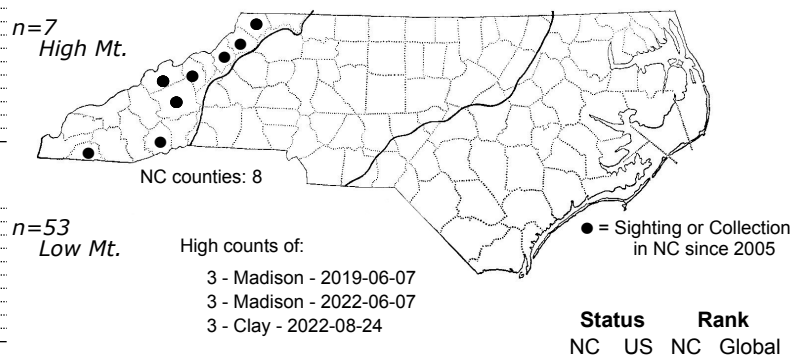 n=7
High Mt.
NC counties: 8
n=53
Low Mt.
High counts of:
3 - Madison - 2019-06-07
3 - Madison - 2022-06-07
3 - Clay - 2022-08-24
● = Sighting or Collection
in NC since 2005
Status Rank
NC US NC Global